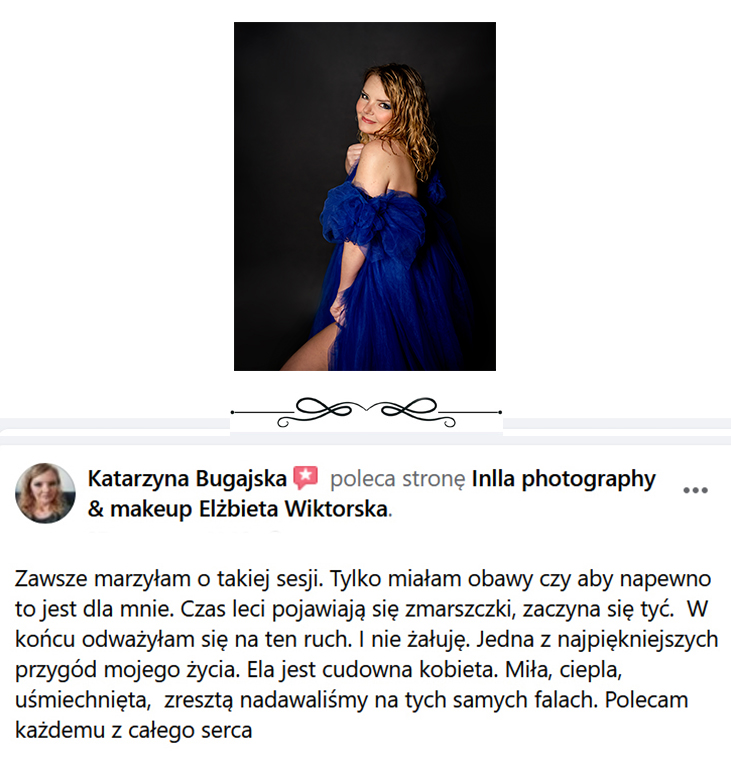 Katarzyna Bugajska poleca stronę Inlla photography
& makeup Elżbieta Wiktorska.
Zawsze marzyłam o takiej sesji. Tylko miałam obawy czy aby napewno
to jest dla mnie. Czas leci pojawiają się zmarszczki, zaczyna się tyć. W
końcu odważyłam się na ten ruch. I nie żałuję. Jedna z najpiękniejszych
przygód mojego życia. Ela jest cudowna kobieta. Miła, ciepla,
uśmiechnięta, zresztą nadawaliśmy na tych samych falach. Polecam
każdemu z całego serca